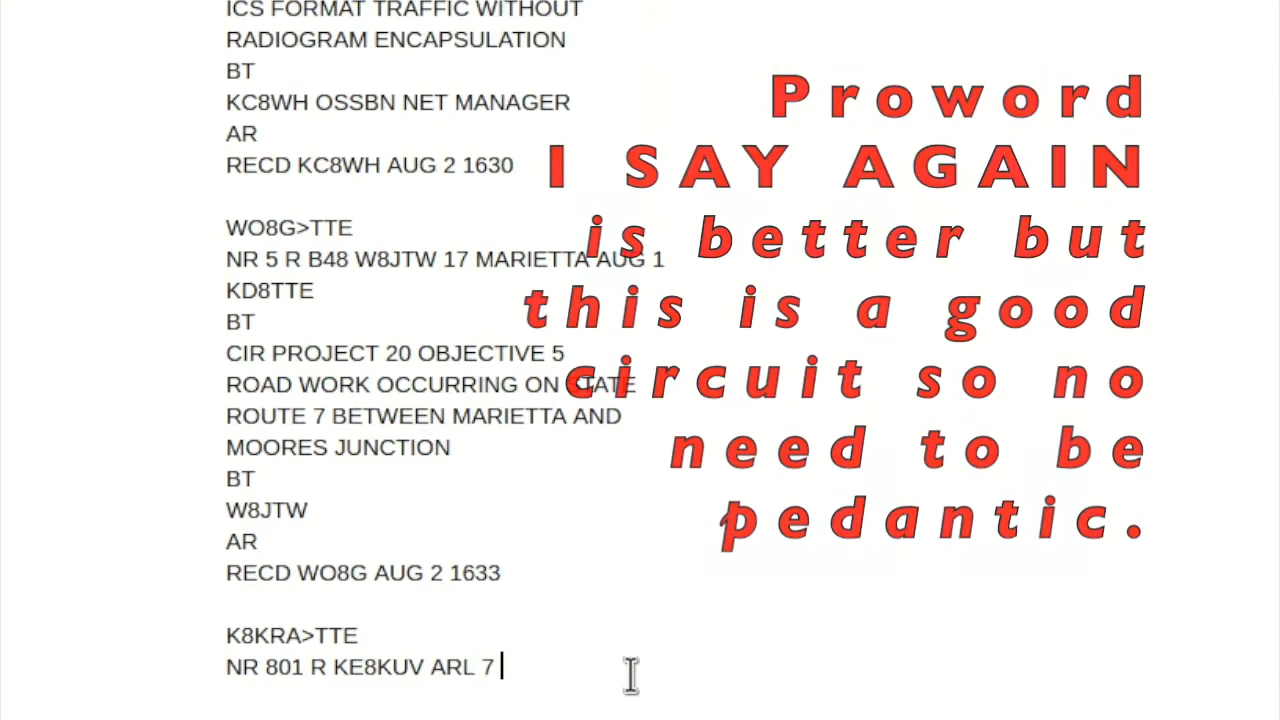 ICS FORMAT TRAFFIC WITHOUT
RADIOGRAM ENCAPSULATION
BT
KC8WH OSSBN NET MANAGER
AR
RECD KC8WH AUG 2 1630
WO8G>TTE
NR 5 R B48 W8JTW 17 MARIETTA AUG 1
KD8TTE
BT
CIR PROJECT 20 OBJECTIVE 5
ROAD WORK OCCURRING ON STATE
ROUTE 7 BETWEEN MARIETTA AND
MOORES JUNCTION
BT
W8JTW
AR
RECD WO8G AUG 2 1633
K8KRA>TTE
NR 801 R KE8KUV ARL 7
Proword
I SAY AGAIN
is better but
this is a good
circuit so no
need to be
pedantic.